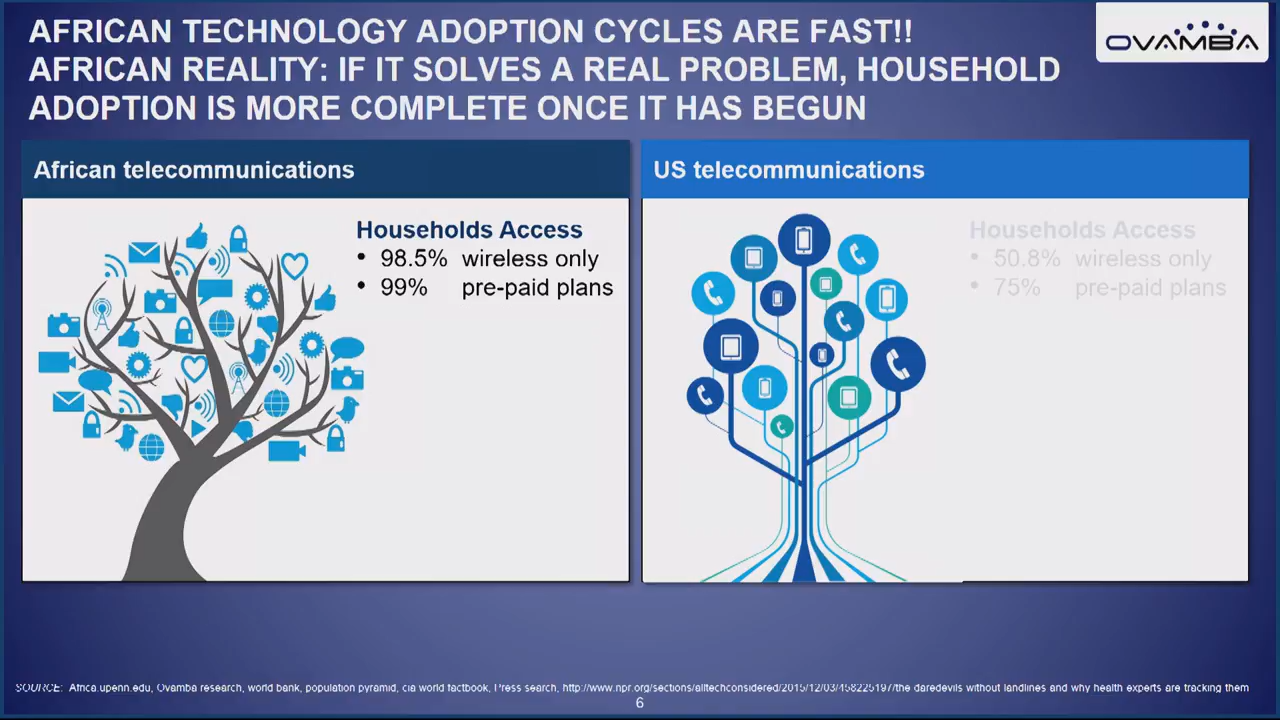 AFRICAN TECHNOLOGY ADOPTION CYCLES ARE FAST!!
AFRICAN REALITY: IF IT SOLVES A REAL PROBLEM, HOUSEHOLD
ADOPTION IS MORE COMPLETE ONCE IT HAS BEGUN
OVAMBA
African telecommunications
Households Access
• 98.5% wireless only
• 99% pre-paid plans
US telecommunications
Households Access
• 50.8% wireless only
• 75% pre-paid plans
SOURCE: Africa.upenn.edu, Ovamba research, world bank, population pyramid, cia world factbook, Press search, http://www.npr.org/sections/alltechconsidered/2015/12/03/458225197/the daredevils without landlines and why health experts are tracking them
6